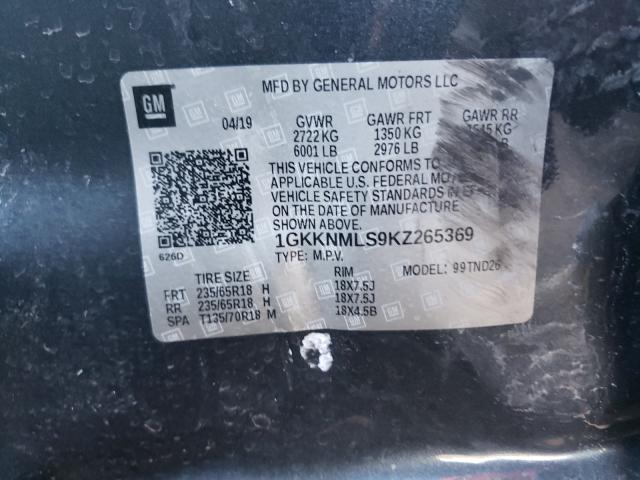 GM
MFD BY GENERAL MOTORS LLC
04/19 GVWR GAWR FRT GAWR RR
2722 KG 1350 KG KG
6001 LB 2976 LB
THIS VEHICLE CONFORMS TO
APPLICABLE U.S. FEDERAL
VEHICLE SAFETY STANDARDS IN
ON THE DATE OF MANUFACTURE
SHOWN ABOVE.
1GKKNMLS9KZ265369
TYPE: M.P.V. MODEL: 99TND26
626D
TIRE SIZE RIM
FRT 235/65R18 H 18X7.5J
RR 235/65R18 H 18X7.5J
SPA T135/70R18 M 18X4.5B